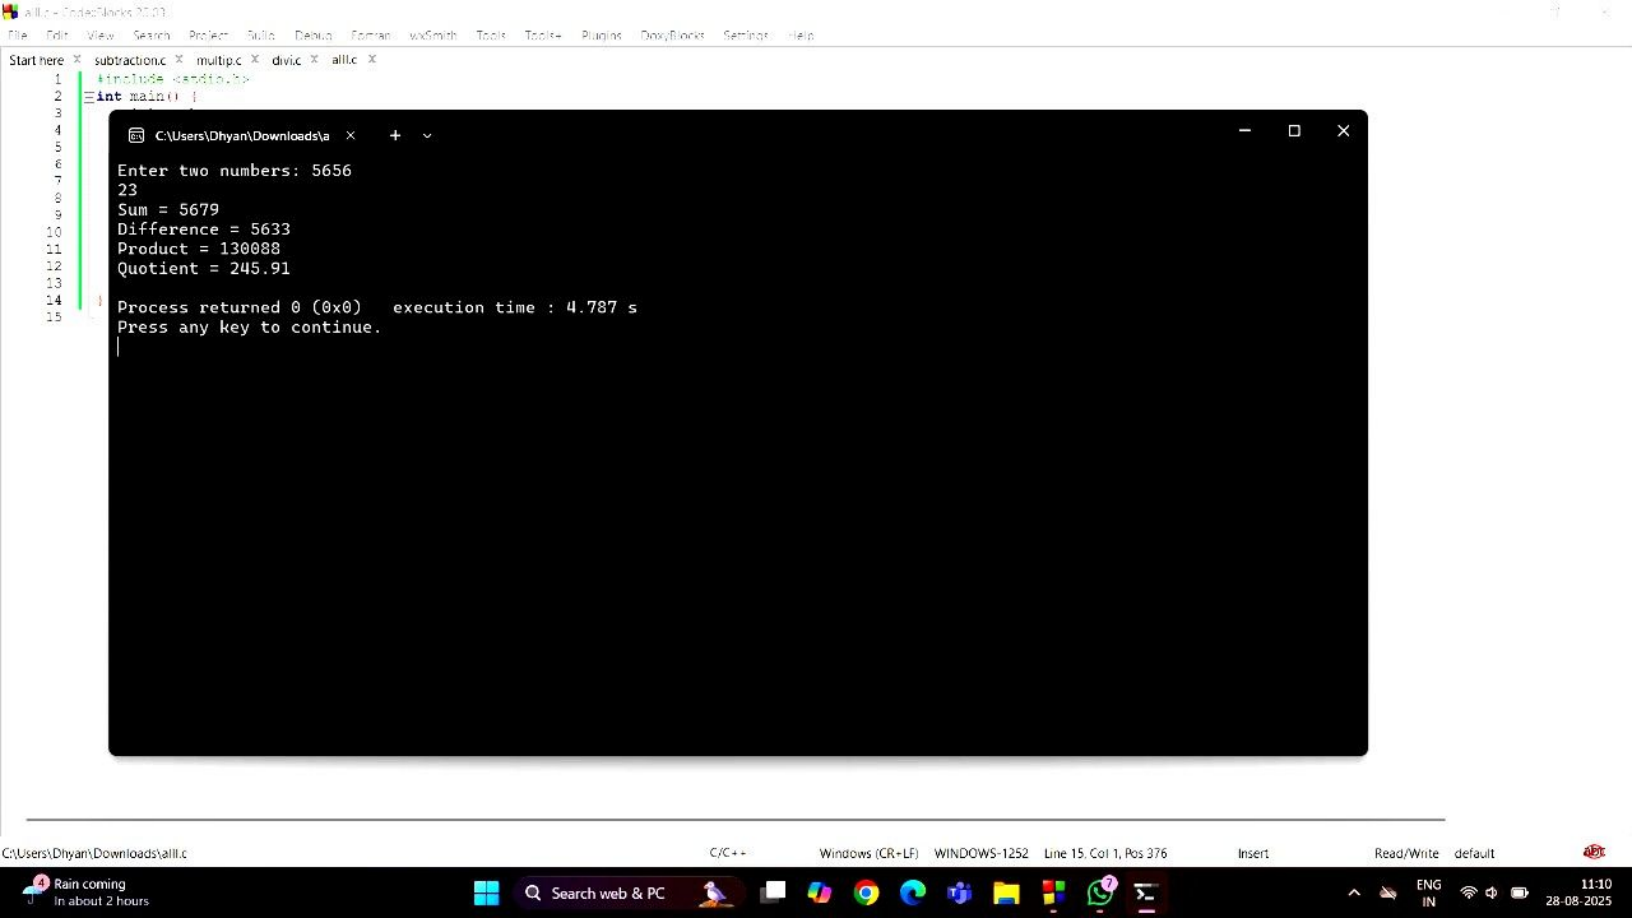 alll.c - Code::Blocks 20.03
File Edit View Search Project Build Debug Fortran wxSmith Tools Tools+ Plugins DoxyBlocks Settings Help
Start here subtraction.c multip.c divi.c alll.c
1 #include <stdio.h>
2 int main() {
3
4
5
6
7
8
9
10
11
12
13
14 }
15
C:\Users\Dhyan\Downloads\a
Enter two numbers: 5656
23
Sum = 5679
Difference = 5633
Product = 130088
Quotient = 245.91
Process returned 0 (0x0) execution time : 4.787 s
Press any key to continue.
C:\Users\Dhyan\Downloads\alll.c C/C++ Windows (CR+LF) WINDOWS-1252 Line 15, Col 1, Pos 376 Insert Read/Write default
4 Rain coming
In about 2 hours
Search web & PC
7
ENG
IN
11:10
28-08-2025